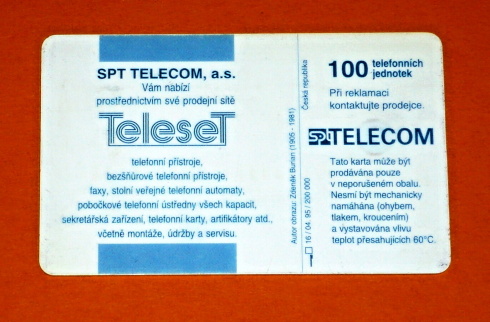 SPT TELECOM, a.s.
Vám nabízí
prostřednictvím své prodejní sítě
Teleset
telefonní přístroje,
bezšňůrové telefonní přístroje,
faxy, stolní veřejné telefonní automaty,
pobočkové telefonní ústředny všech kapacit,
sekretářská zařízení, telefonní karty, artifikátory atd.,
včetně montáže, údržby a servisu.
Autor obrazu: Zdeněk Burian (1905 - 1981)
Česká republika
16 / 04. 95 / 200 000
100 telefonních
jednotek
Při reklamaci
kontaktujte prodejce.
SPT TELECOM
Tato karta může být
prodávána pouze
v neporušeném obalu.
Nesmí být mechanicky
namáhána (ohybem,
tlakem, kroucením)
a vystavována vlivu
teplot přesahujících 60°C.